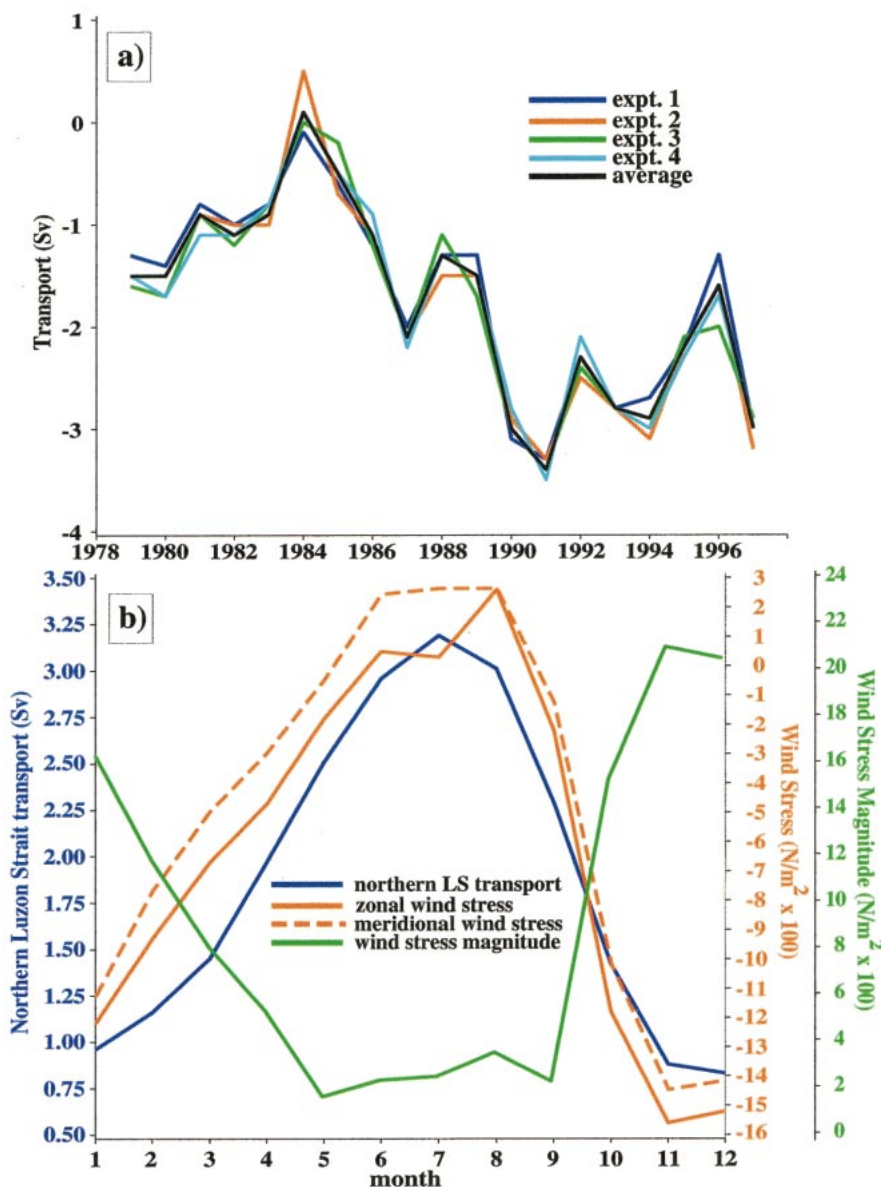 a)
1
0
-1
-2
-3
-4
Transport (Sv)
expt. 1
expt. 2
expt. 3
expt. 4
average
1978 1980 1982 1984 1986 1988 1990 1992 1994 1996
b)
3.50
3.25
3.00
2.75
2.50
2.25
2.00
1.75
1.50
1.25
1.00
0.75
0.50
Northern Luzon Strait transport (Sv)
northern LS transport
zonal wind stress
meridional wind stress
wind stress magnitude
3
2
1
0
-1
-2
-3
-4
-5
-6
-7
-8
-9
-10
-11
-12
-13
-14
-15
-16
Wind Stress (N/m² x 100)
24
22
20
18
16
14
12
10
8
6
4
2
0
Wind Stress Magnitude (N/m² x 100)
1 2 3 4 5 6 7 8 9 10 11 12
month